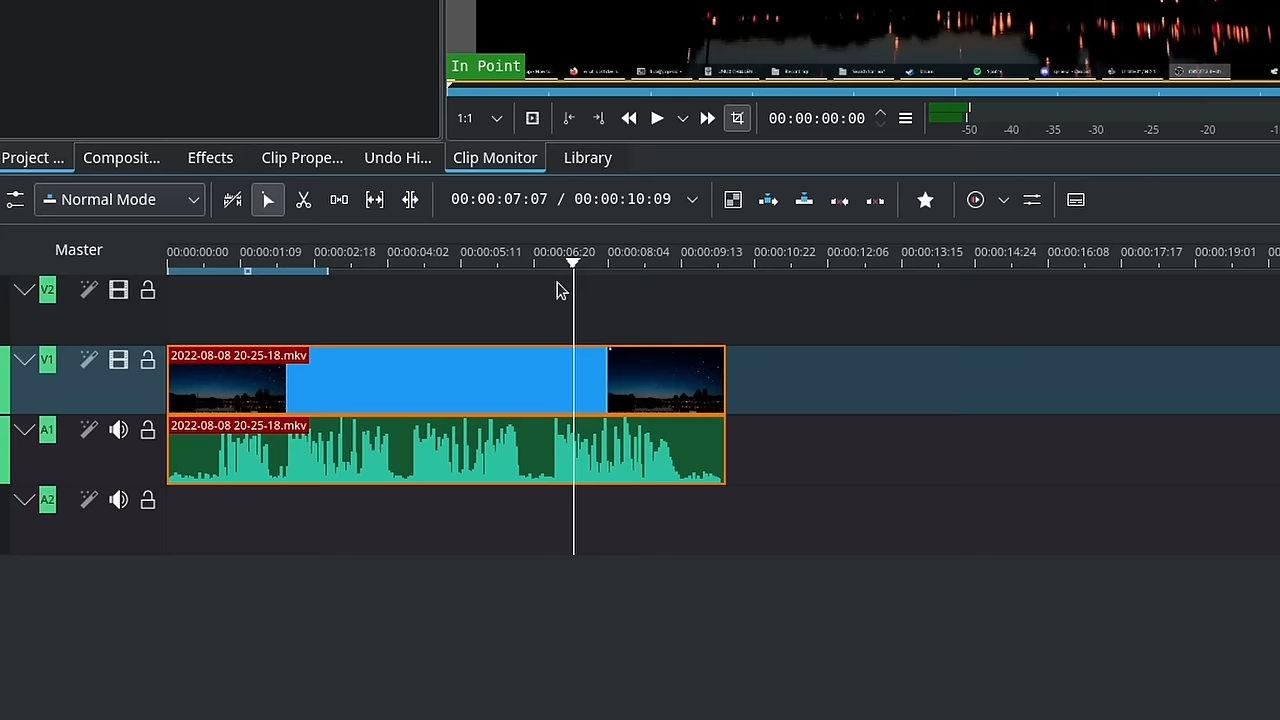 In Point
1:1
00:00:00:00
-50 -40 -35 -30 -25 -20
Project ... Composit... Effects Clip Prope... Undo Hi... Clip Monitor Library
Normal Mode 00:00:07:07 / 00:00:10:09
Master 00:00:00:00 00:00:01:09 00:00:02:18 00:00:04:02 00:00:05:11 00:00:06:20 00:00:08:04 00:00:09:13 00:00:10:22 00:00:12:06 00:00:13:15 00:00:14:24 00:00:16:08 00:00:17:17 00:00:19:01
V2
V1 2022-08-08 20-25-18.mkv
A1 2022-08-08 20-25-18.mkv
A2